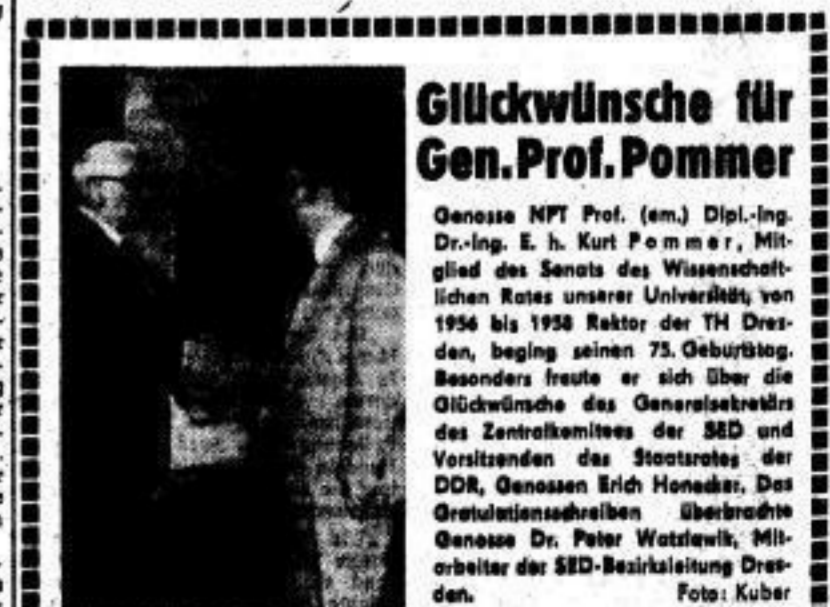 Glückwünsche für
Gen. Prof. Pommer
Genosse NPT Prof. (em.) Dipl.-Ing.
Dr.-Ing. E. h. Kurt Pommer, Mit-
glied des Senats des Wissenschaft-
lichen Rates unserer Universität, von
1956 bis 1958 Rektor der TH Dres-
den, beging seinen 75. Geburtstag.
Besonders freute er sich über die
Glückwünsche des Generalsekretärs
des Zentralkomitees der SED und
Vorsitzenden des Staatsrates der
DDR, Genossen Erich Honecker. Das
Gratulationsschreiben überbrachte
Genosse Dr. Peter Watzlawik, Mit-
arbeiter der SED-Bezirksleitung Dres-
den. Foto: Kuber